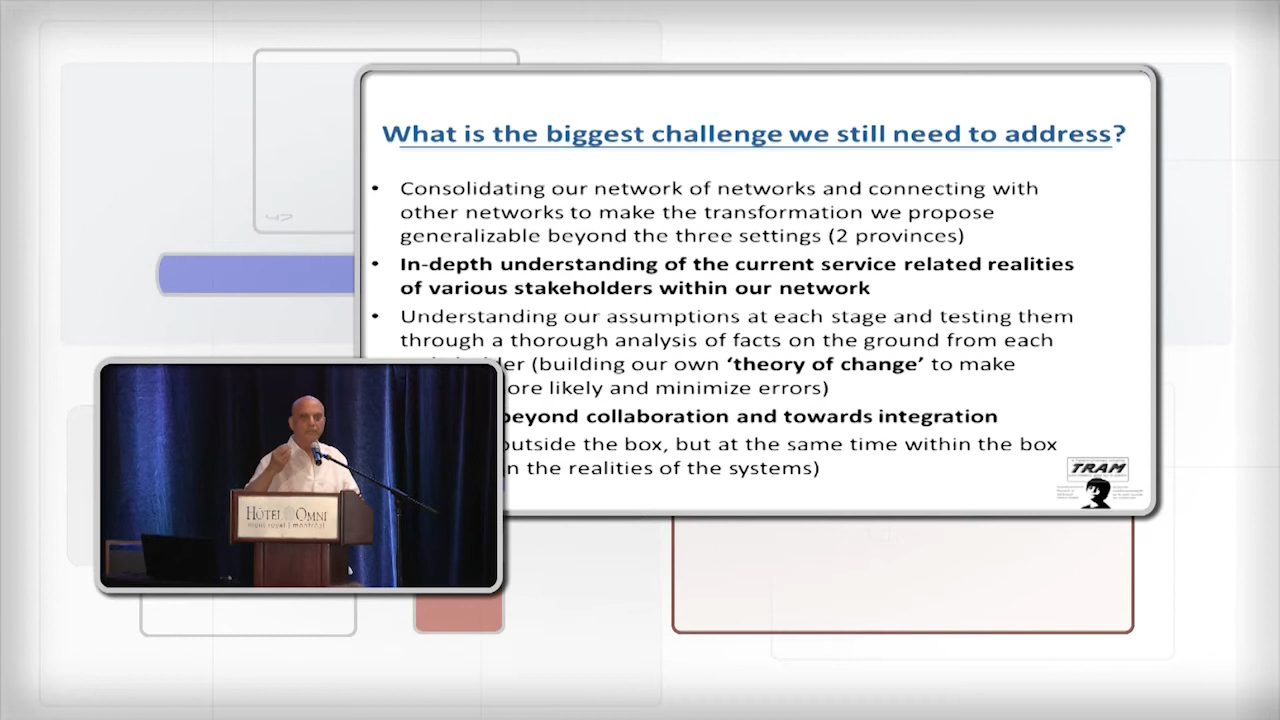 What is the biggest challenge we still need to address?
• Consolidating our network of networks and connecting with
other networks to make the transformation we propose
generalizable beyond the three settings (2 provinces)
• In-depth understanding of the current service related realities
of various stakeholders within our network
• Understanding our assumptions at each stage and testing them
through a thorough analysis of facts on the ground from each
(building our own ‘theory of change’ to make
likely and minimize errors)
beyond collaboration and towards integration
outside the box, but at the same time within the box
the realities of the systems)
TRAM
HÔTEL OMNI
mont-royal | montréal